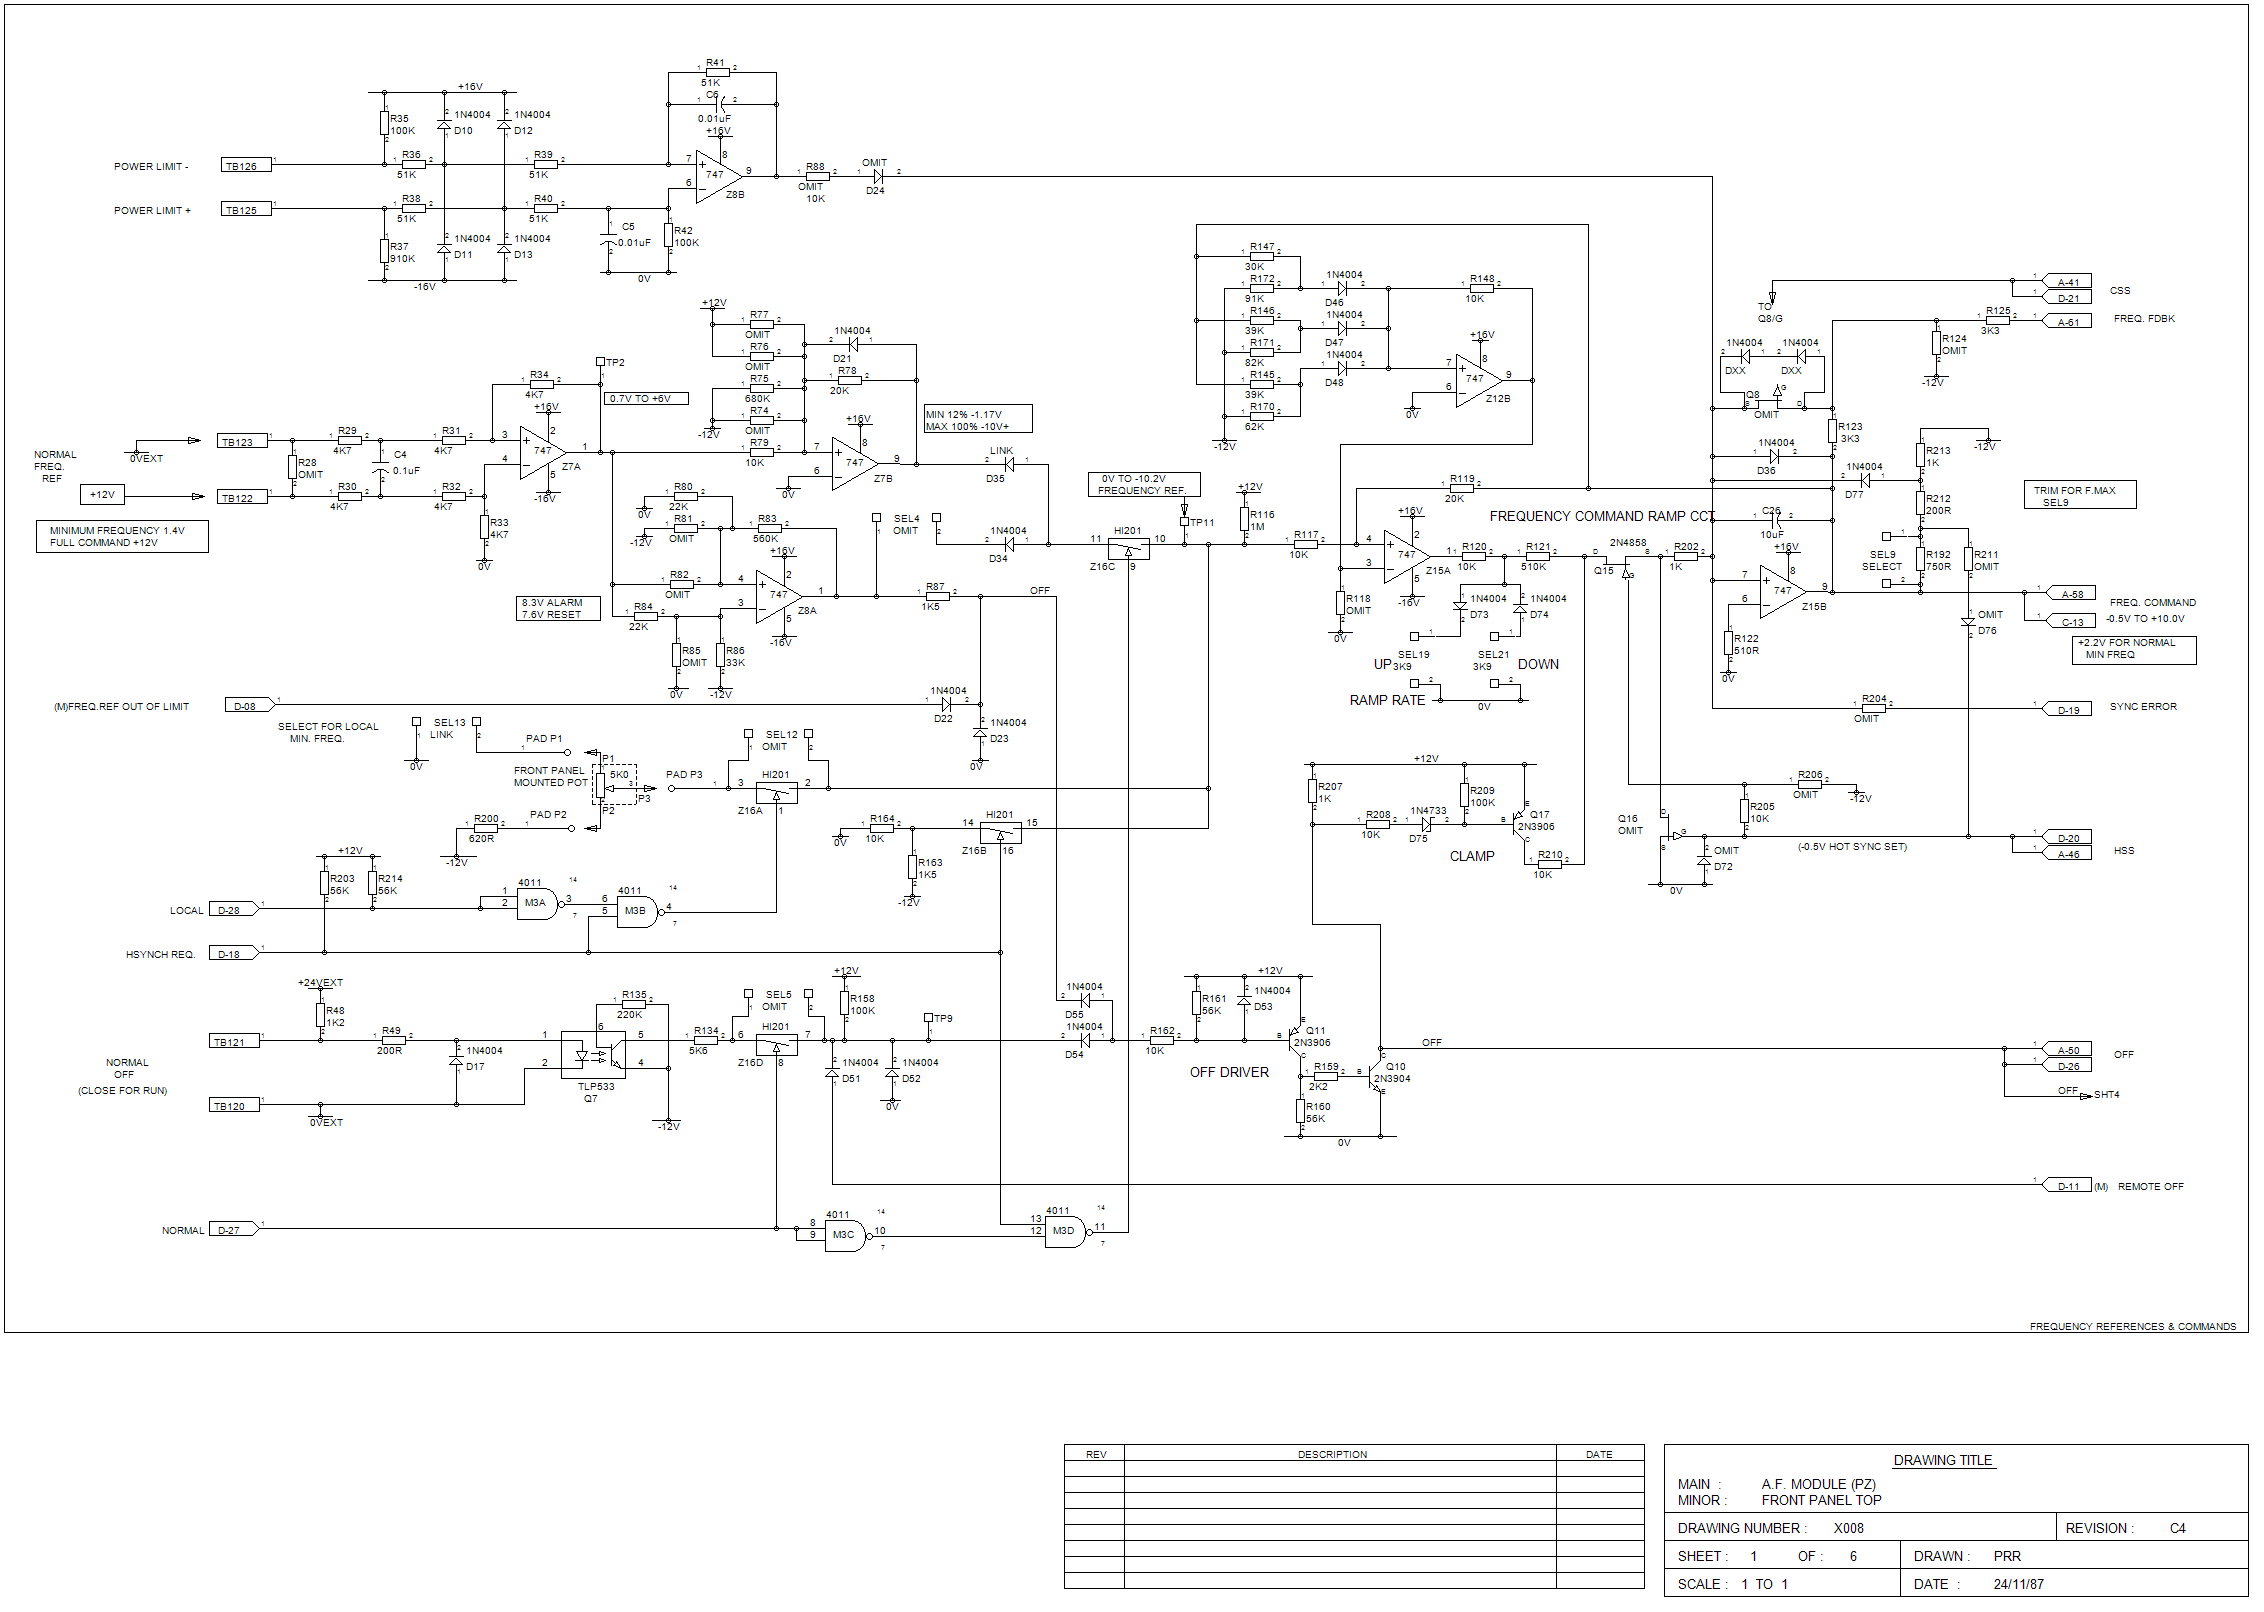 POWER LIMIT -
TB126
POWER LIMIT +
TB125
+16V
R35
100K
1N4004
D10
1N4004
D12
R36
51K
R39
51K
R38
51K
R40
51K
R37
910K
1N4004
D11
1N4004
D13
-16V
C5
0.01uF
R42
100K
0V
R41
51K
C6
0.01uF
+16V
747
Z8B
R88
OMIT
10K
OMIT
D24
NORMAL
FREQ.
REF
0VEXT
+12V
TB123
TB122
MINIMUM FREQUENCY 1.4V
FULL COMMAND +12V
R28
OMIT
R29
4K7
R30
4K7
C4
0.1uF
R31
4K7
R32
4K7
R33
4K7
0V
R34
4K7
+16V
747
Z7A
-16V
TP2
0.7V TO +6V
+12V
R77
OMIT
R76
OMIT
R75
680K
R74
OMIT
-12V
R79
10K
1N4004
D21
R78
20K
+16V
747
Z7B
0V
MIN 12% -1.17V
MAX 100% -10V+
LINK
D35
R80
22K
0V
R81
OMIT
-12V
R83
560K
R82
OMIT
R84
22K
8.3V ALARM
7.6V RESET
+16V
747
Z8A
-16V
R85
OMIT
0V
R86
33K
-12V
SEL4
OMIT
R87
1K5
1N4004
D34
OFF
HI201
Z16C
0V TO -10.2V
FREQUENCY REF.
TP11
+12V
R116
1M
R117
10K
R147
30K
R172
91K
R146
39K
R171
82K
R145
39K
R170
62K
-12V
1N4004
D46
1N4004
D47
1N4004
D48
R148
10K
+16V
747
Z12B
0V
R119
20K
FREQUENCY COMMAND RAMP CCT
+16V
747
Z15A
-16V
R118
OMIT
0V
R120
10K
R121
510K
1N4004
D73
1N4004
D74
UP
SEL19
3K9
SEL21
3K9
DOWN
RAMP RATE
0V
2N4858
Q15
R202
1K
TO
Q8/G
A-41
D-21
CSS
R125
3K3
A-61
FREQ. FDBK
R124
OMIT
-12V
1N4004
DXX
1N4004
DXX
Q8
OMIT
R123
3K3
1N4004
D36
1N4004
D77
C26
10uF
+16V
747
Z15B
R122
510R
0V
-12V
R213
1K
R212
200R
R192
750R
SEL9
SELECT
R211
OMIT
OMIT
D76
TRIM FOR F.MAX
SEL9
A-58
C-13
FREQ. COMMAND
-0.5V TO +10.0V
+2.2V FOR NORMAL
MIN FREQ
R204
OMIT
D-19
SYNC ERROR
(M)FREQ.REF OUT OF LIMIT
D-08
1N4004
D22
1N4004
D23
0V
SELECT FOR LOCAL
MIN. FREQ.
SEL13
LINK
0V
PAD P1
FRONT PANEL
MOUNTED POT
5K0
P1
P3
P2
PAD P3
PAD P2
R200
620R
-12V
SEL12
OMIT
HI201
Z16A
R164
10K
0V
R163
1K5
-12V
HI201
Z16B
+12V
R203
56K
R214
56K
LOCAL
D-28
4011
M3A
4011
M3B
HSYNCH REQ.
D-18
+12V
R207
1K
R208
10K
1N4733
D75
R209
100K
Q17
2N3906
R210
10K
CLAMP
R206
OMIT
-12V
R205
10K
Q16
OMIT
OMIT
D72
0V
(-0.5V HOT SYNC SET)
D-20
A-46
HSS
+24VEXT
R48
1K2
TB121
R49
200R
1N4004
D17
NORMAL
OFF
(CLOSE FOR RUN)
TB120
0VEXT
R135
220K
TLP533
Q7
-12V
R134
5K6
SEL5
OMIT
HI201
Z16D
+12V
R158
100K
TP9
1N4004
D51
1N4004
D52
0V
1N4004
D55
1N4004
D54
R162
10K
+12V
R161
56K
1N4004
D53
Q11
2N3906
OFF DRIVER
R159
2K2
R160
56K
Q10
2N3904
0V
OFF
A-50
D-26
OFF
OFF
SHT4
D-11
(M)
REMOTE OFF
NORMAL
D-27
4011
M3C
4011
M3D
FREQUENCY REFERENCES & COMMANDS
REV
DESCRIPTION
DATE
DRAWING TITLE
MAIN : A.F. MODULE (PZ)
MINOR : FRONT PANEL TOP
DRAWING NUMBER : X008
REVISION : C4
SHEET : 1 OF : 6
DRAWN : PRR
SCALE : 1 TO 1
DATE : 24/11/87